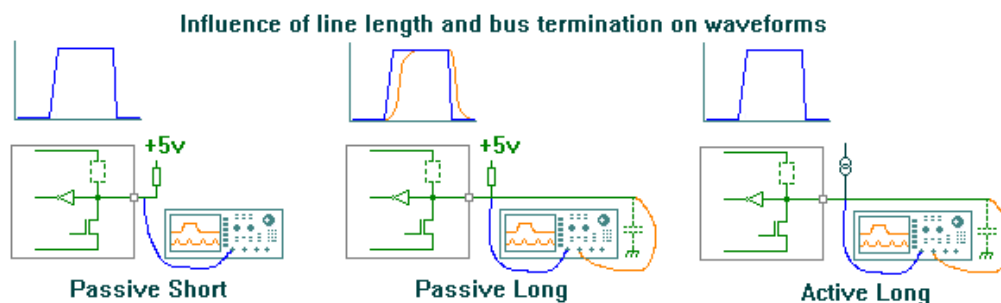 Influence of line length and bus termination on waveforms
+5v
+5v
Passive Short
Passive Long
Active Long